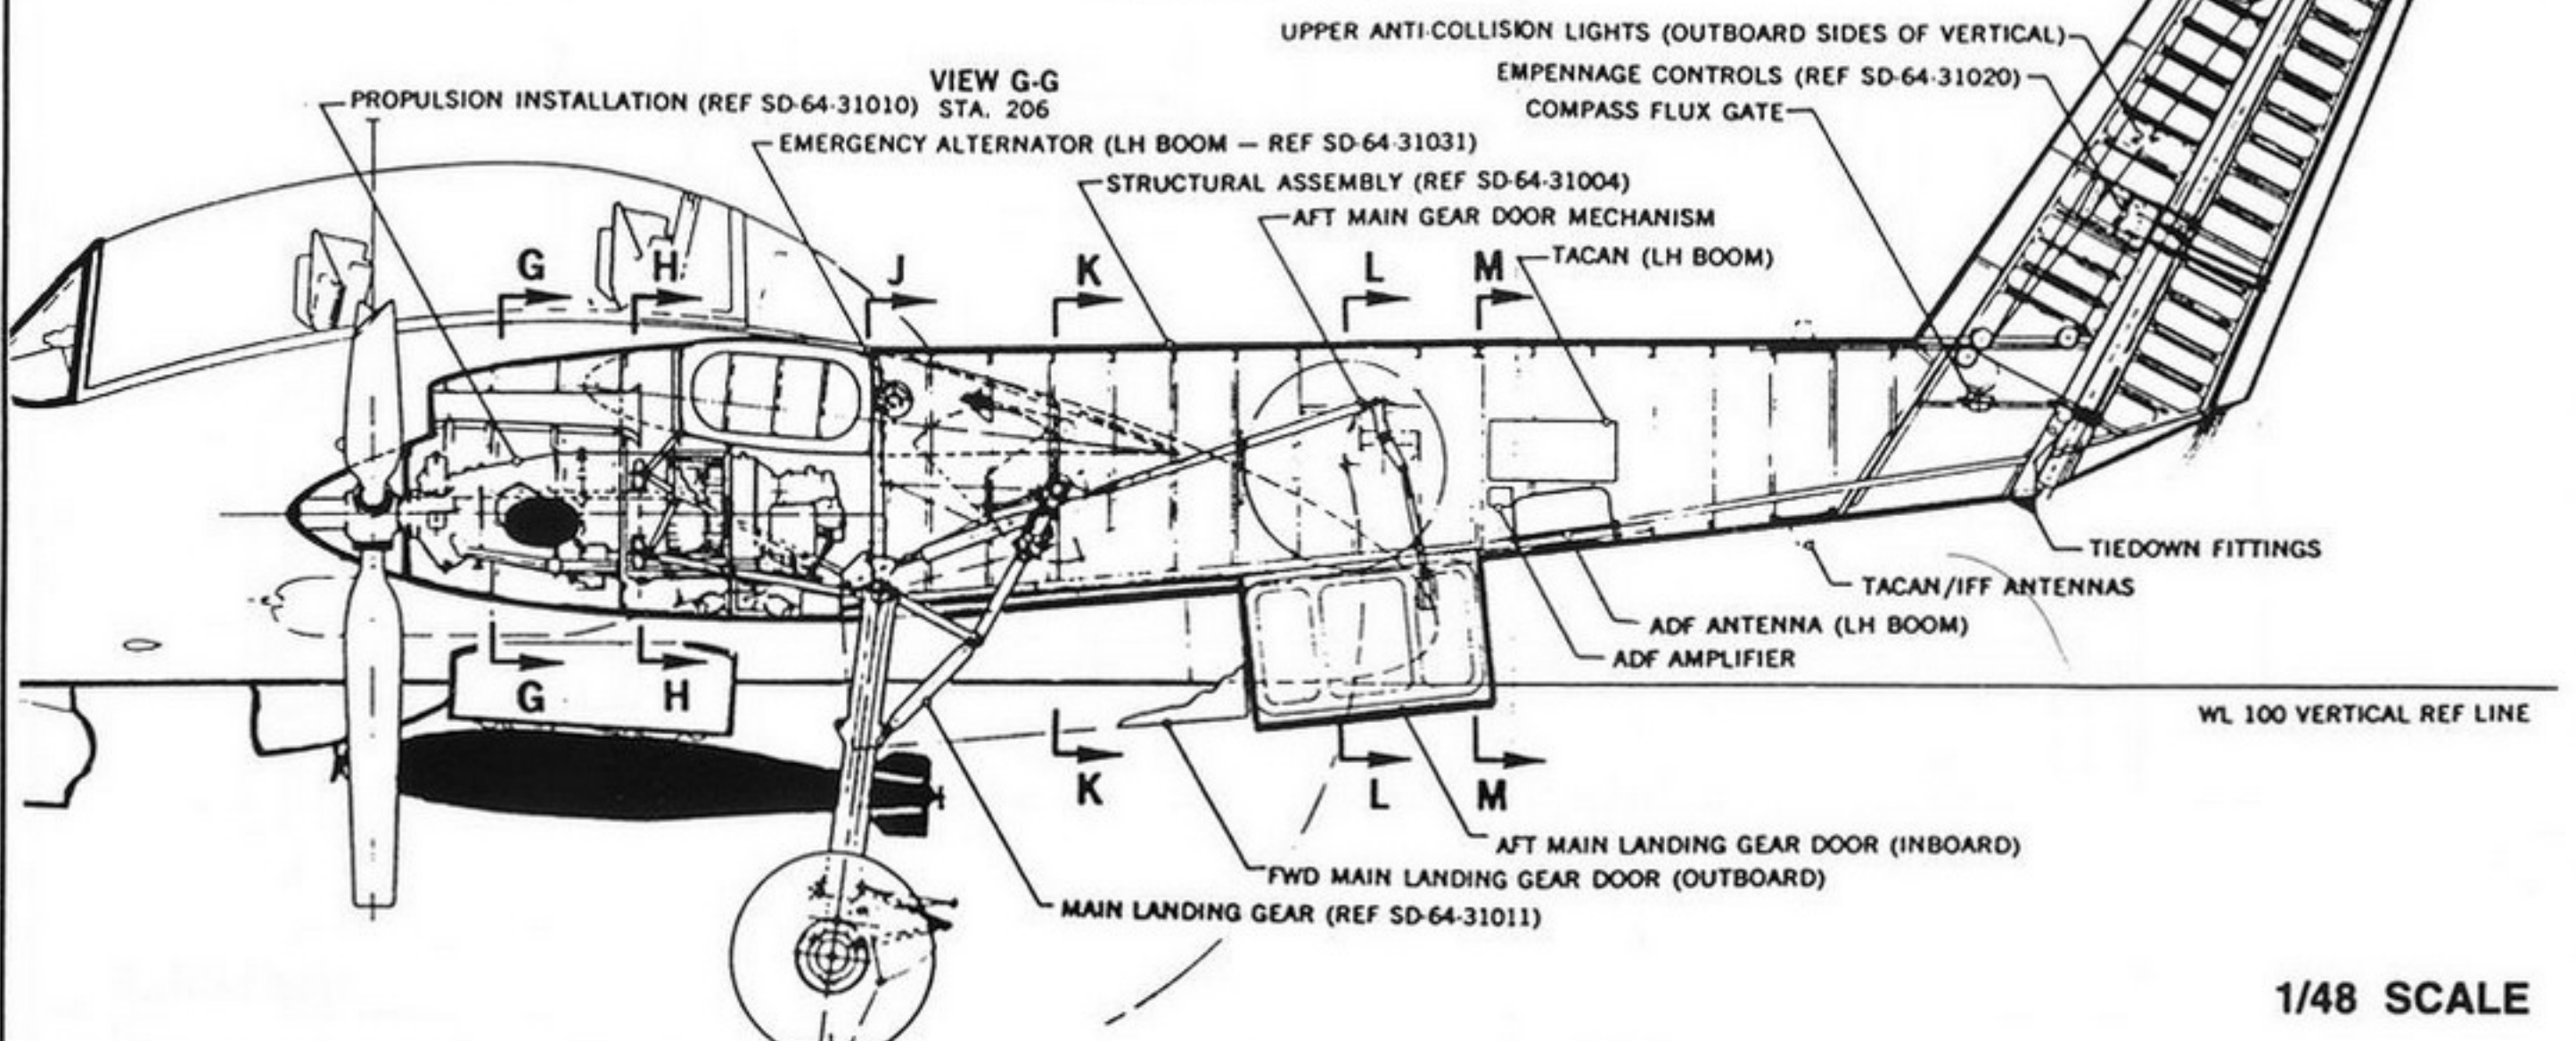 UPPER ANTI-COLLISION LIGHTS (OUTBOARD SIDES OF VERTICAL)
EMPENNAGE CONTROLS (REF SD-64-31020)
VIEW G-G
STA. 206
PROPULSION INSTALLATION (REF SD-64-31010)
COMPASS FLUX GATE
EMERGENCY ALTERNATOR (LH BOOM — REF SD-64-31031)
STRUCTURAL ASSEMBLY (REF SD-64-31004)
AFT MAIN GEAR DOOR MECHANISM
TACAN (LH BOOM)
G H J K L M
TIEDOWN FITTINGS
TACAN/IFF ANTENNAS
ADF ANTENNA (LH BOOM)
ADF AMPLIFIER
G H
WL 100 VERTICAL REF LINE
K L M
AFT MAIN LANDING GEAR DOOR (INBOARD)
FWD MAIN LANDING GEAR DOOR (OUTBOARD)
MAIN LANDING GEAR (REF SD-64-31011)
1/48 SCALE